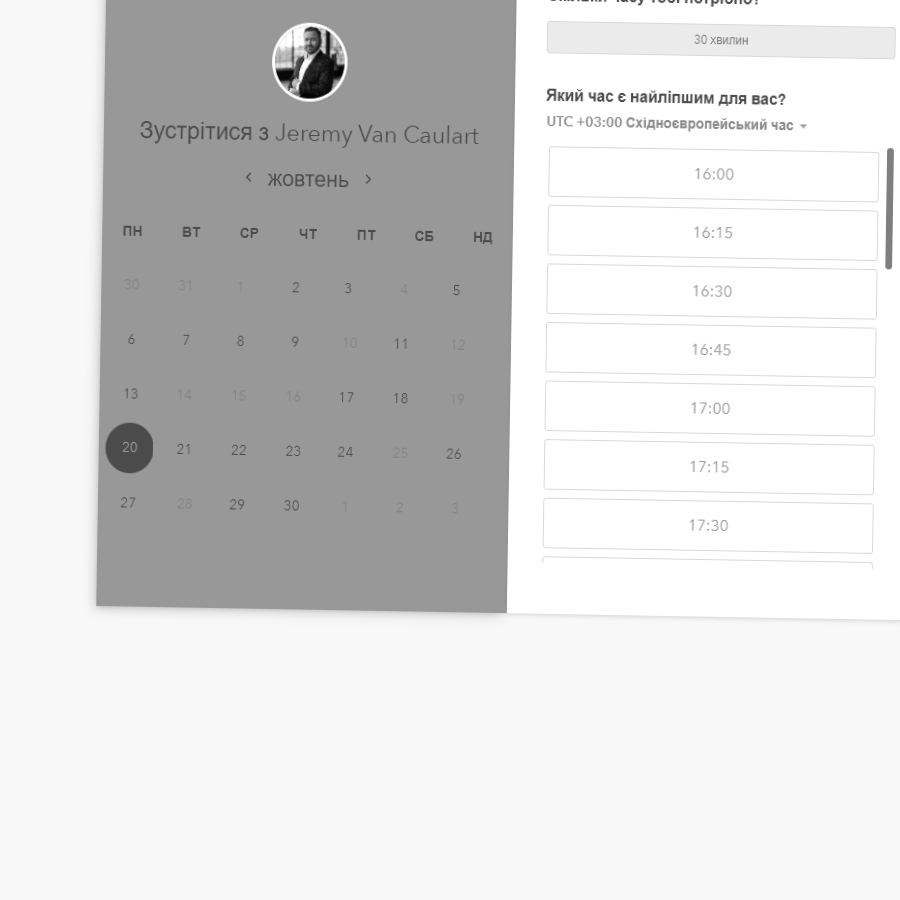 Зустрітися з Jeremy Van Caulart
жовтень
ПН ВТ СР ЧТ ПТ СБ НД
30 31 1 2 3 4 5
6 7 8 9 10 11 12
13 14 15 16 17 18 19
20 21 22 23 24 25 26
27 28 29 30 1 2 3
30 хвилин
Який час є найліпшим для вас?
UTC +03:00 Східноєвропейський час
16:00
16:15
16:30
16:45
17:00
17:15
17:30